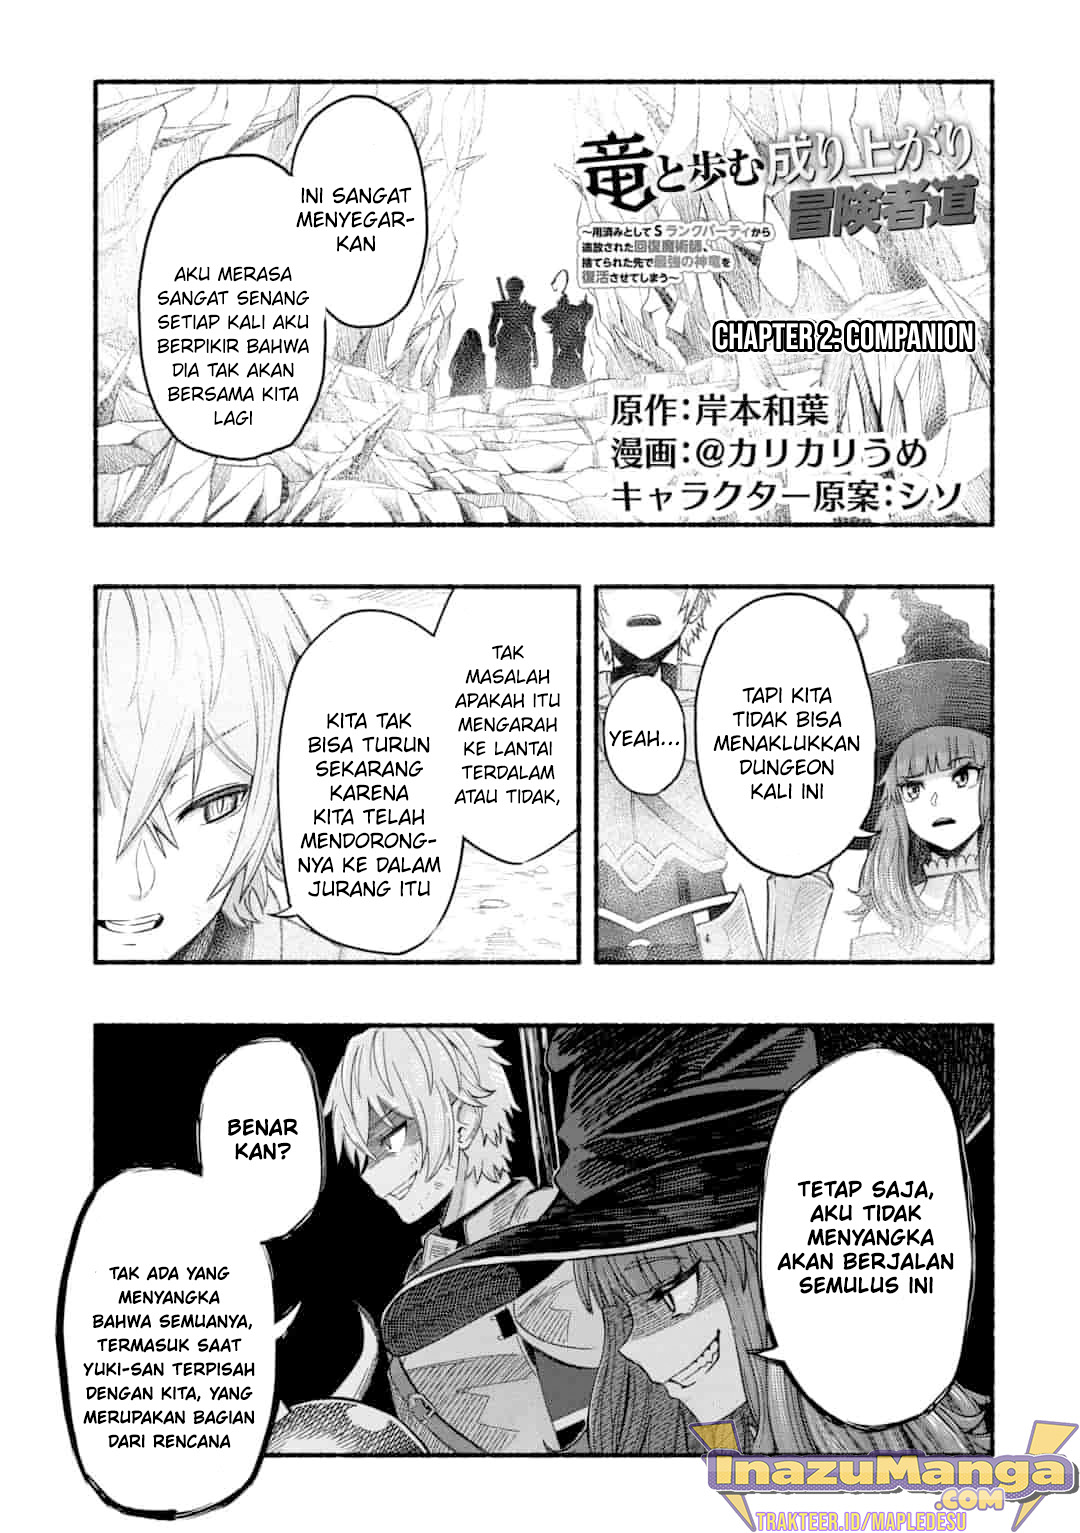 竜と歩む成り上がり
冒険者道
～用済みとしてSランクパーティから
追放された回復魔術師、
捨てられた先で最強の神竜を
復活させてしまう～
CHAPTER 2: COMPANION
原作:岸本和葉
漫画:@カリカリうめ
キャラクター原案:シソ
INI SANGAT
MENYEGAR-
KAN
AKU MERASA
SANGAT SENANG
SETIAP KALI AKU
BERPIKIR BAHWA
DIA TAK AKAN
BERSAMA KITA
LAGI
TAPI KITA
TIDAK BISA
MENAKLUKKAN
DUNGEON
KALI INI
YEAH...
TAK
MASALAH
APAKAH ITU
MENGARAH
KE LANTAI
TERDALAM
ATAU TIDAK,
KITA TAK
BISA TURUN
SEKARANG
KARENA
KITA TELAH
MENDORONG-
NYA KE DALAM
JURANG ITU
TETAP SAJA,
AKU TIDAK
MENYANGKA
AKAN BERJALAN
SEMULUS INI
BENAR
KAN?
TAK ADA YANG
MENYANGKA
BAHWA SEMUANYA,
TERMASUK SAAT
YUKI-SAN TERPISAH
DENGAN KITA, YANG
MERUPAKAN BAGIAN
DARI RENCANA
INAZUMANGA
.COM
TRAKTEER.ID/MAPLEDESU